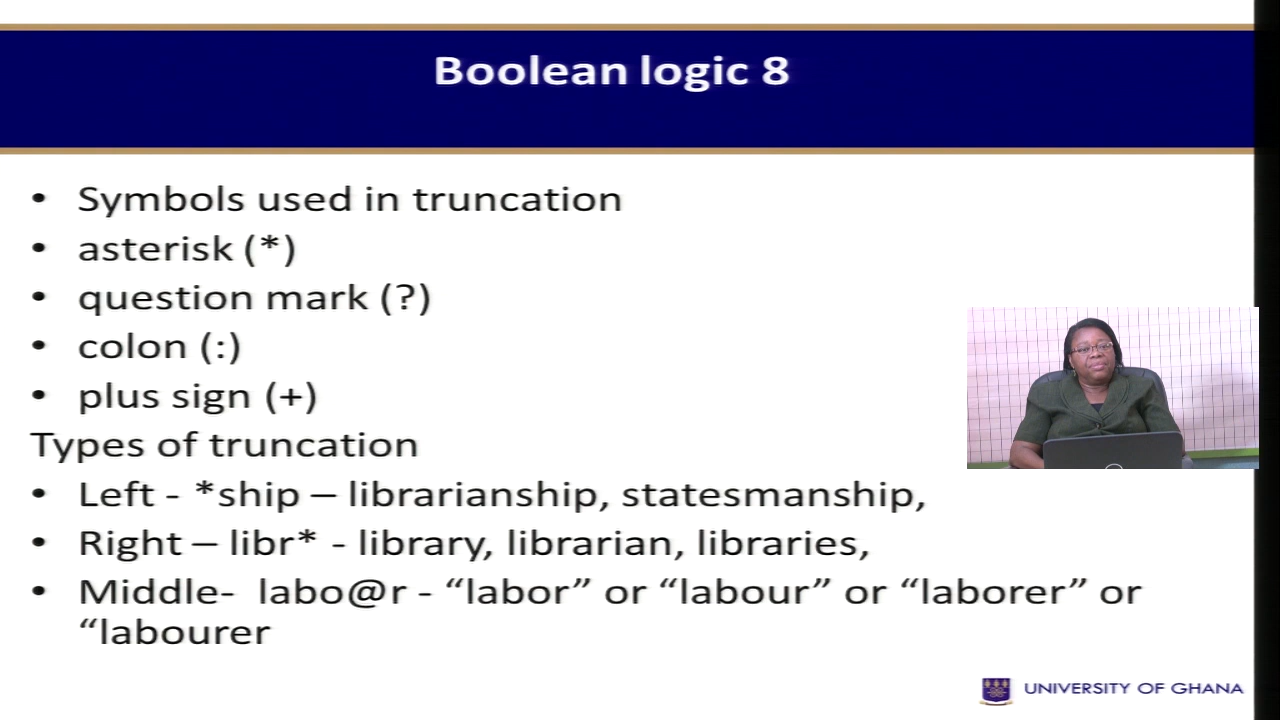 Boolean logic 8
• Symbols used in truncation
• asterisk (*)
• question mark (?)
• colon (:)
• plus sign (+)
Types of truncation
• Left - *ship – librarianship, statesmanship,
• Right – libr* - library, librarian, libraries,
• Middle- labo@r - “labor” or “labour” or “laborer” or
“labourer
UNIVERSITY OF GHANA